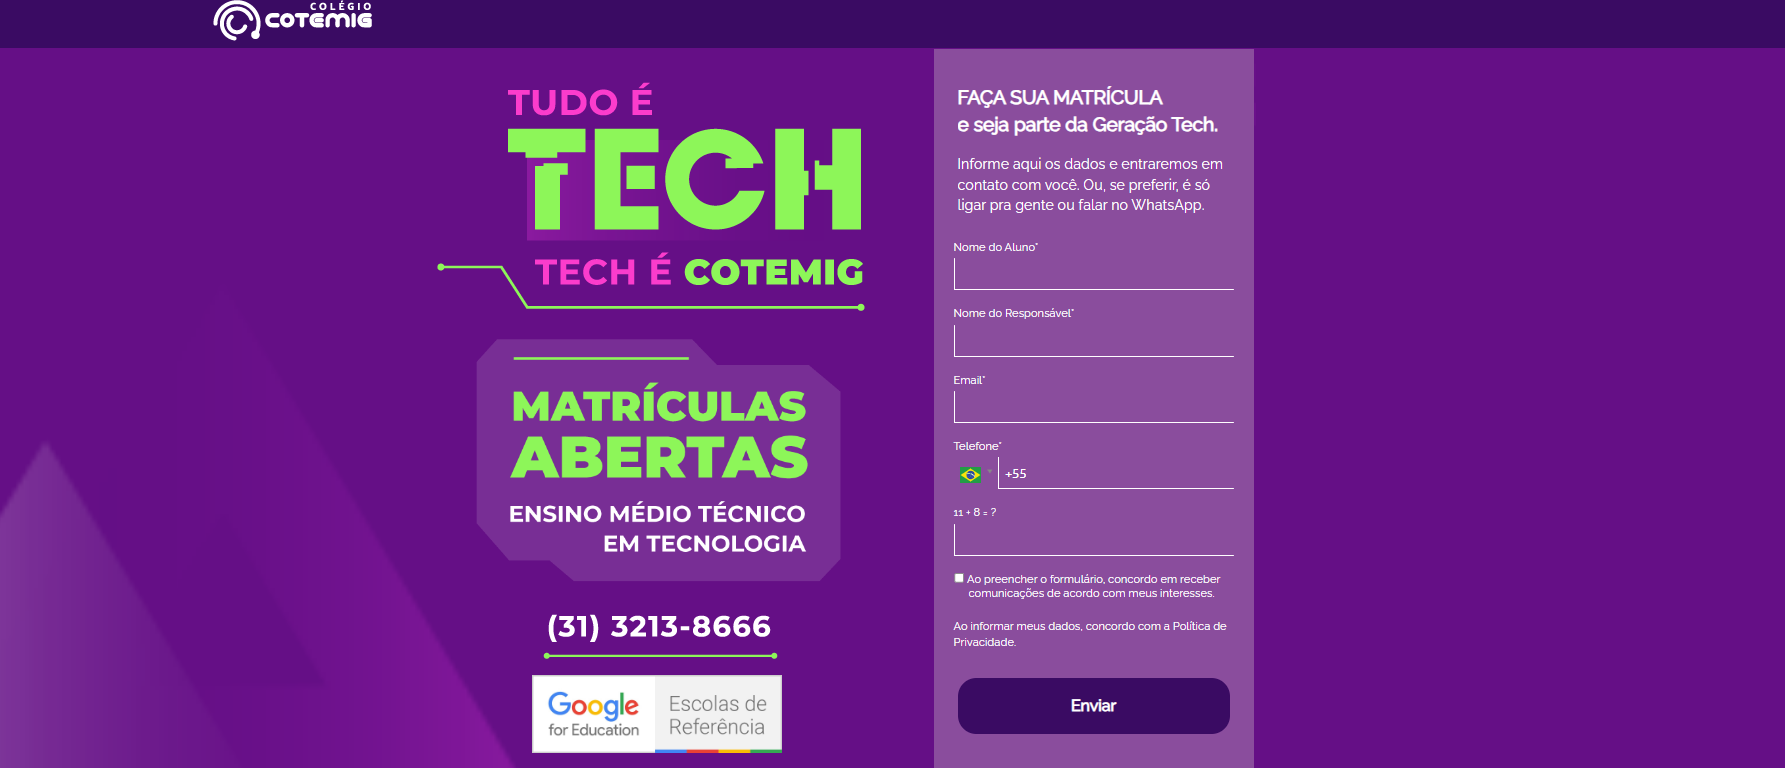 COLÉGIO
COTEMIG
TUDO É
TECH
TECH É COTEMIG
MATRÍCULAS
ABERTAS
ENSINO MÉDIO TÉCNICO
EM TECNOLOGIA
(31) 3213-8666
Google
for Education
Escolas de
Referência
FAÇA SUA MATRÍCULA
e seja parte da Geração Tech.
Informe aqui os dados e entraremos em
contato com você. Ou, se preferir, é só
ligar pra gente ou falar no WhatsApp.
Nome do Aluno*
Nome do Responsável*
Email*
Telefone*
+55
11 + 8 = ?
Ao preencher o formulário, concordo em receber
comunicações de acordo com meus interesses.
Ao informar meus dados, concordo com a Política de
Privacidade.
Enviar